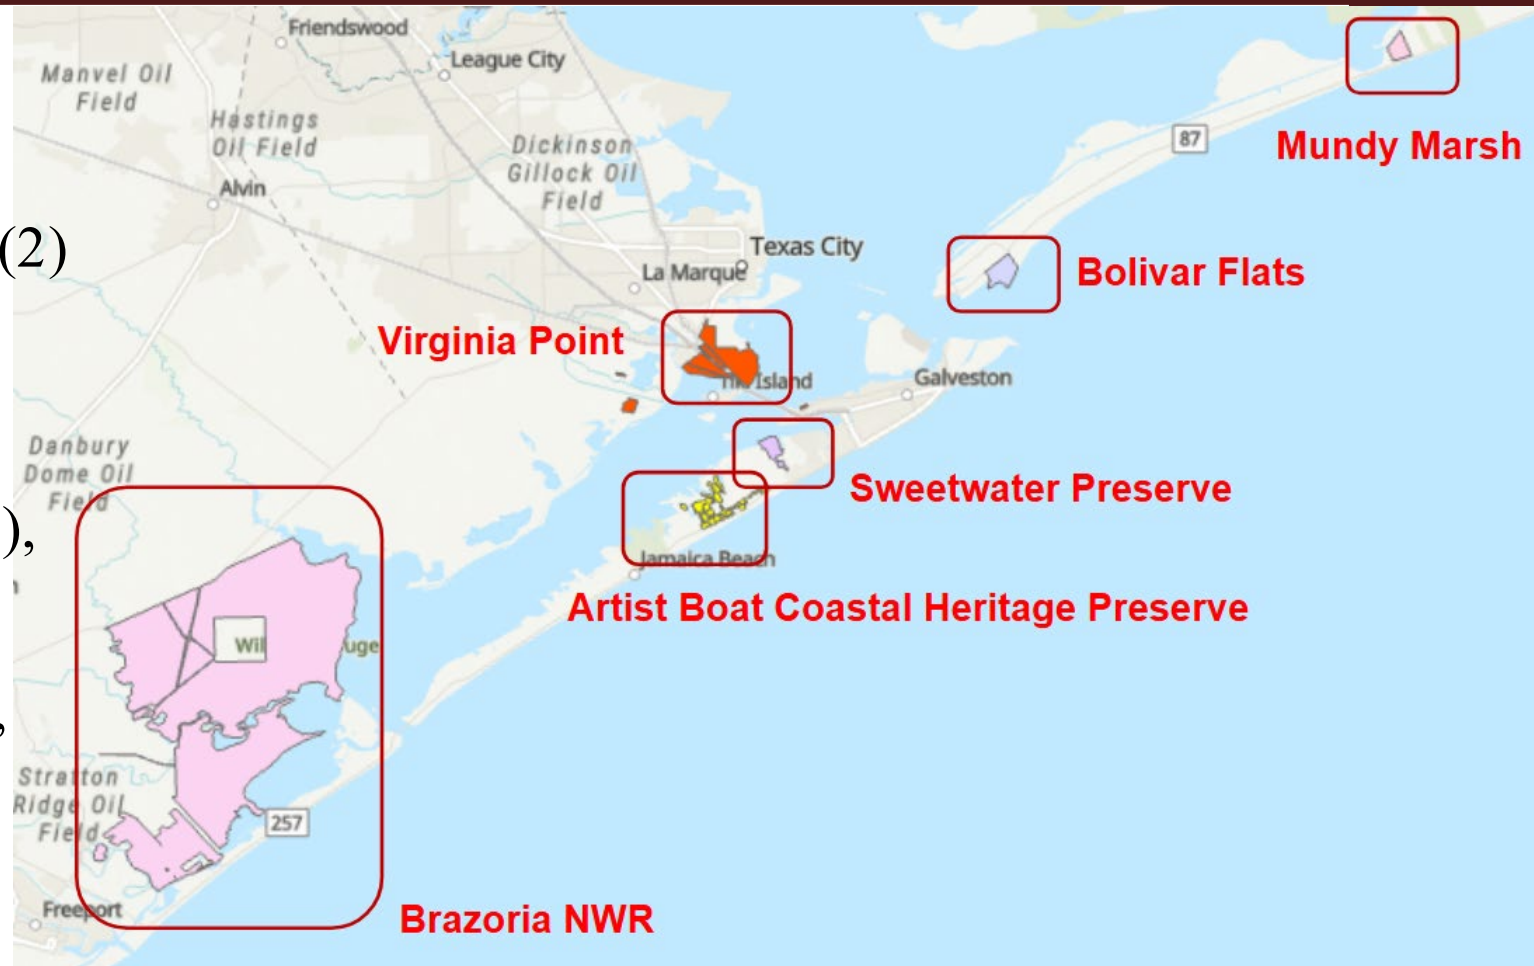 Friendswood
League City
Manvel Oil
Field
Hastings
Oil Field
Dickinson
Gillock Oil
Field
87
Mundy Marsh
Alvin
(2)
Texas City
La Marque
Bolivar Flats
Virginia Point
Island
Galveston
Danbury
Dome Oil
Field
Sweetwater Preserve
),
Jamaica Beach
Artist Boat Coastal Heritage Preserve
Wil
uge
,
Stratton
Ridge Oil
Field
257
Freeport
Brazoria NWR